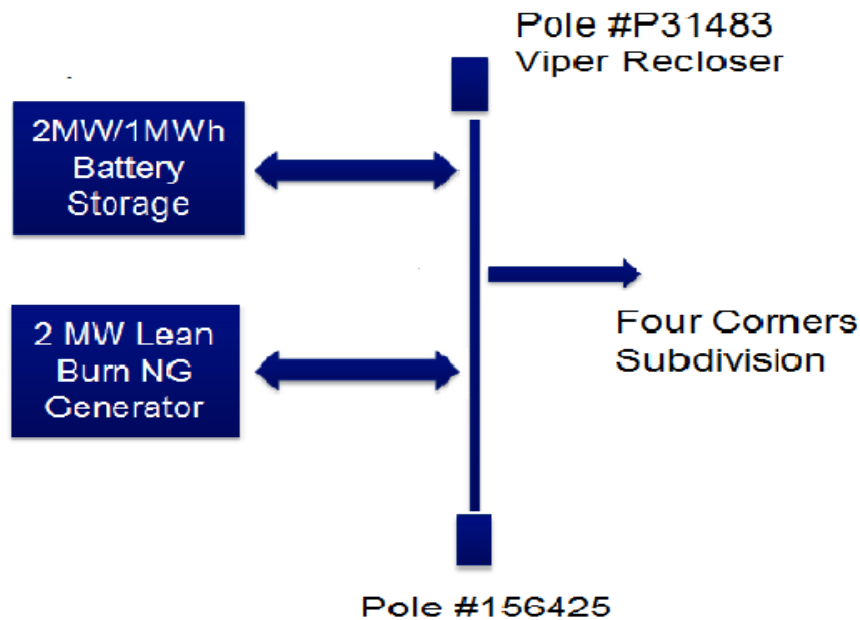 Pole #P31483
Viper Recloser
2MW/1MWh
Battery
Storage
2 MW Lean
Burn NG
Generator
Four Corners
Subdivision
Pole #156425